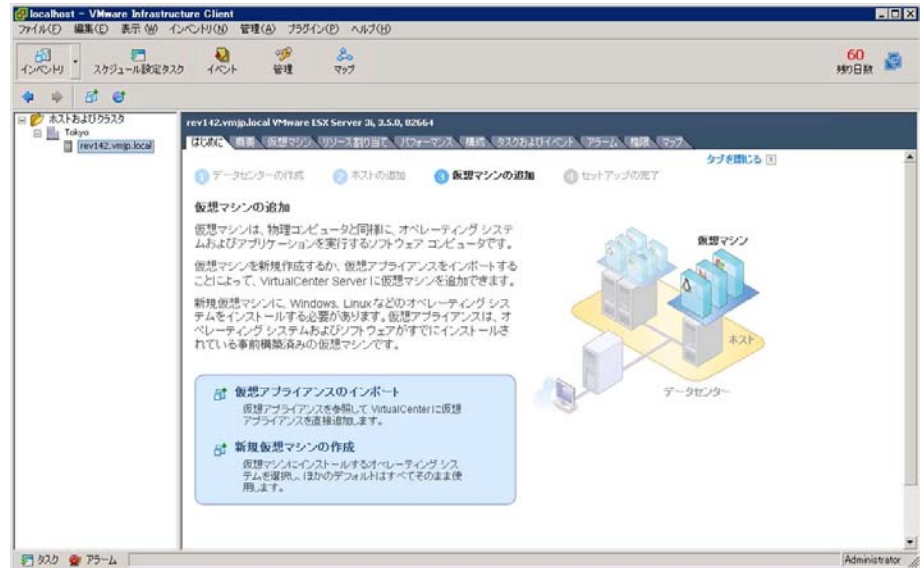 localhost - VMware Infrastructure Client
ファイル(F) 編集(E) 表示(W) インベントリ(N) 管理(A) プラグイン(P) ヘルプ(H)
インベントリ スケジュール設定タスク イベント 管理 マップ
60
残り日数
ホストおよびクラスタ
Tokyo
rev142.vmjp.local
rev142.vmjp.local VMware ESX Server 3i, 3.5.0, 82664
はじめに 概要 仮想マシン リソース割り当て パフォーマンス 構成 タスクおよびイベント アラーム 権限 マップ
タブを閉じる
1 データセンターの作成 2 ホストの追加 3 仮想マシンの追加 4 セットアップの完了
仮想マシンの追加
仮想マシンは、物理コンピュータと同様に、オペレーティング システ
ムおよびアプリケーションを実行するソフトウェア コンピュータです。
仮想マシンを新規作成するか、仮想アプライアンスをインポートする
ことによって、VirtualCenter Server に仮想マシンを追加できます。
新規仮想マシンに、Windows、Linux などのオペレーティング シス
テムをインストールする必要があります。仮想アプライアンスは、オ
ペレーティング システムおよびソフトウェアがすでにインストールさ
れている事前構築済みの仮想マシンです。
仮想マシン
ホスト
データセンター
仮想アプライアンスのインポート
仮想アプライアンスを参照して VirtualCenter に仮想
アプライアンスを直接追加します。
新規仮想マシンの作成
仮想マシンにインストールするオペレーティング シス
テムを選択し、ほかのデフォルトはすべてそのまま使
用します。
タスク アラーム
Administrator